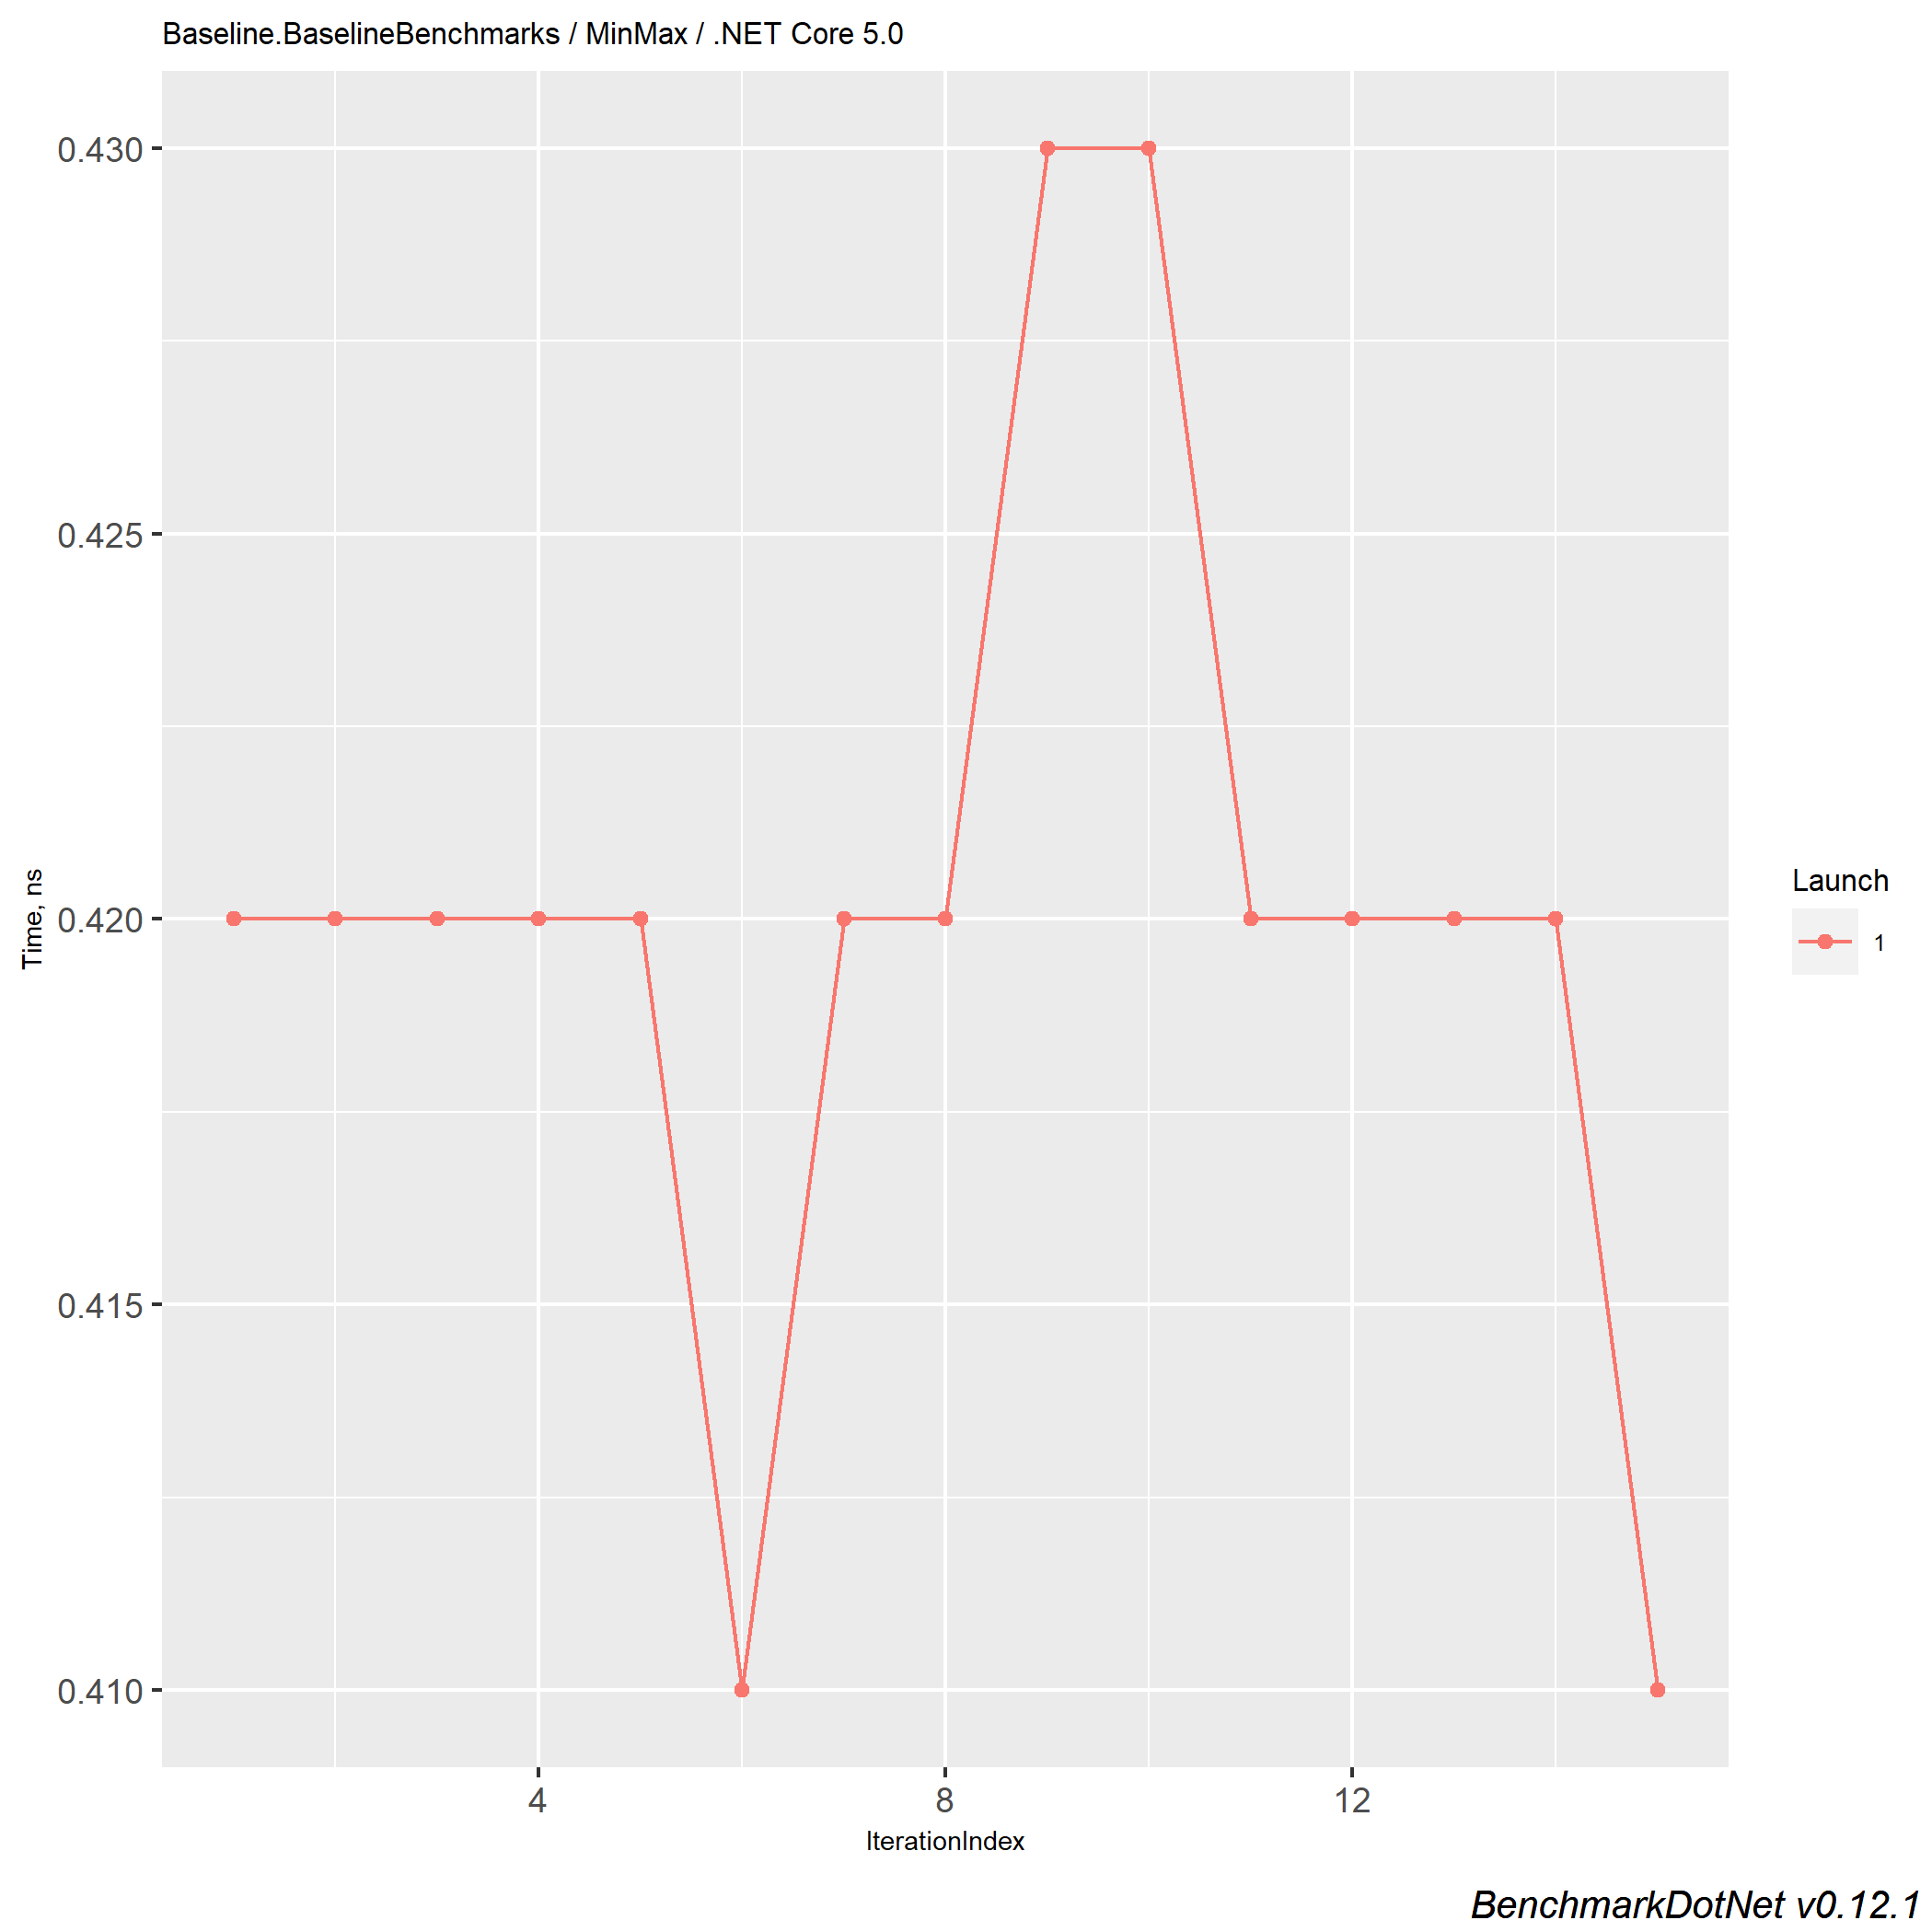 Baseline.BaselineBenchmarks / MinMax / .NET Core 5.0
0.430
0.425
0.420
0.415
0.410
Time, ns
4
8
12
IterationIndex
Launch
1
BenchmarkDotNet v0.12.1